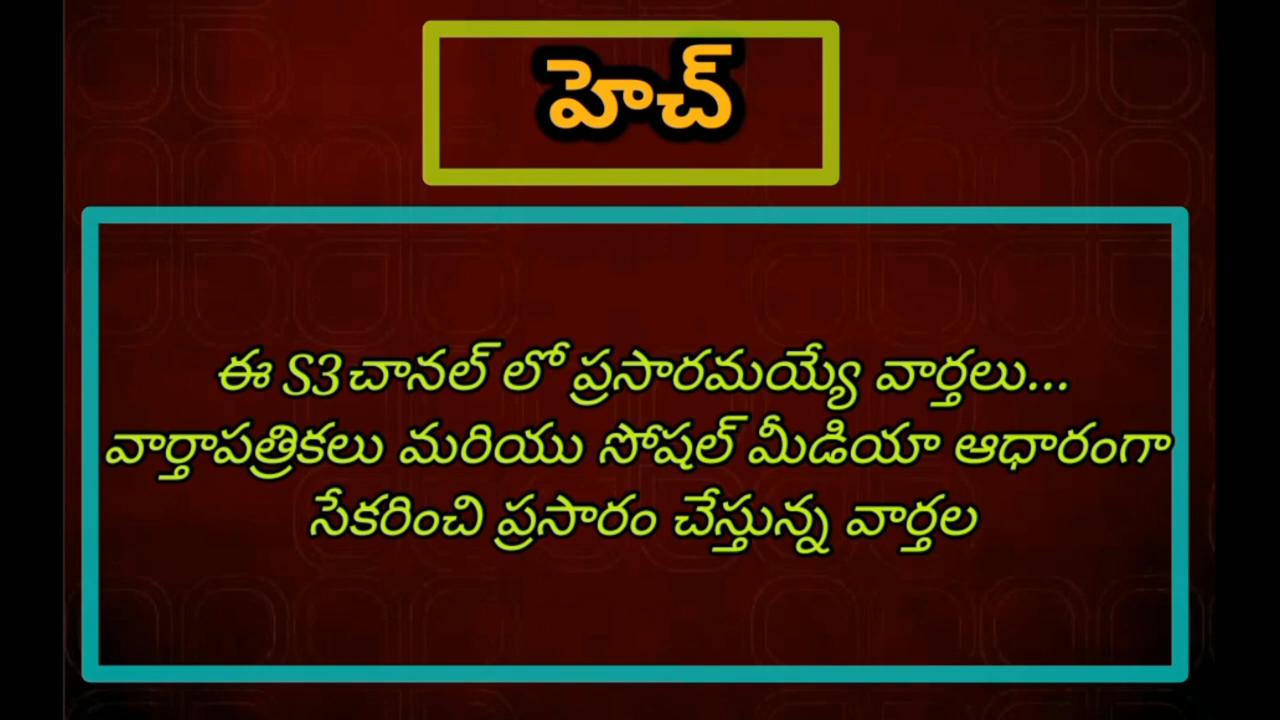 హెచ్
ఈ S3 చానల్ లో ప్రసారమయ్యే వార్తలు...
వార్తాపత్రికలు మరియు సోషల్ మీడియా ఆధారంగా
సేకరించి ప్రసారం చేస్తున్న వార్తల